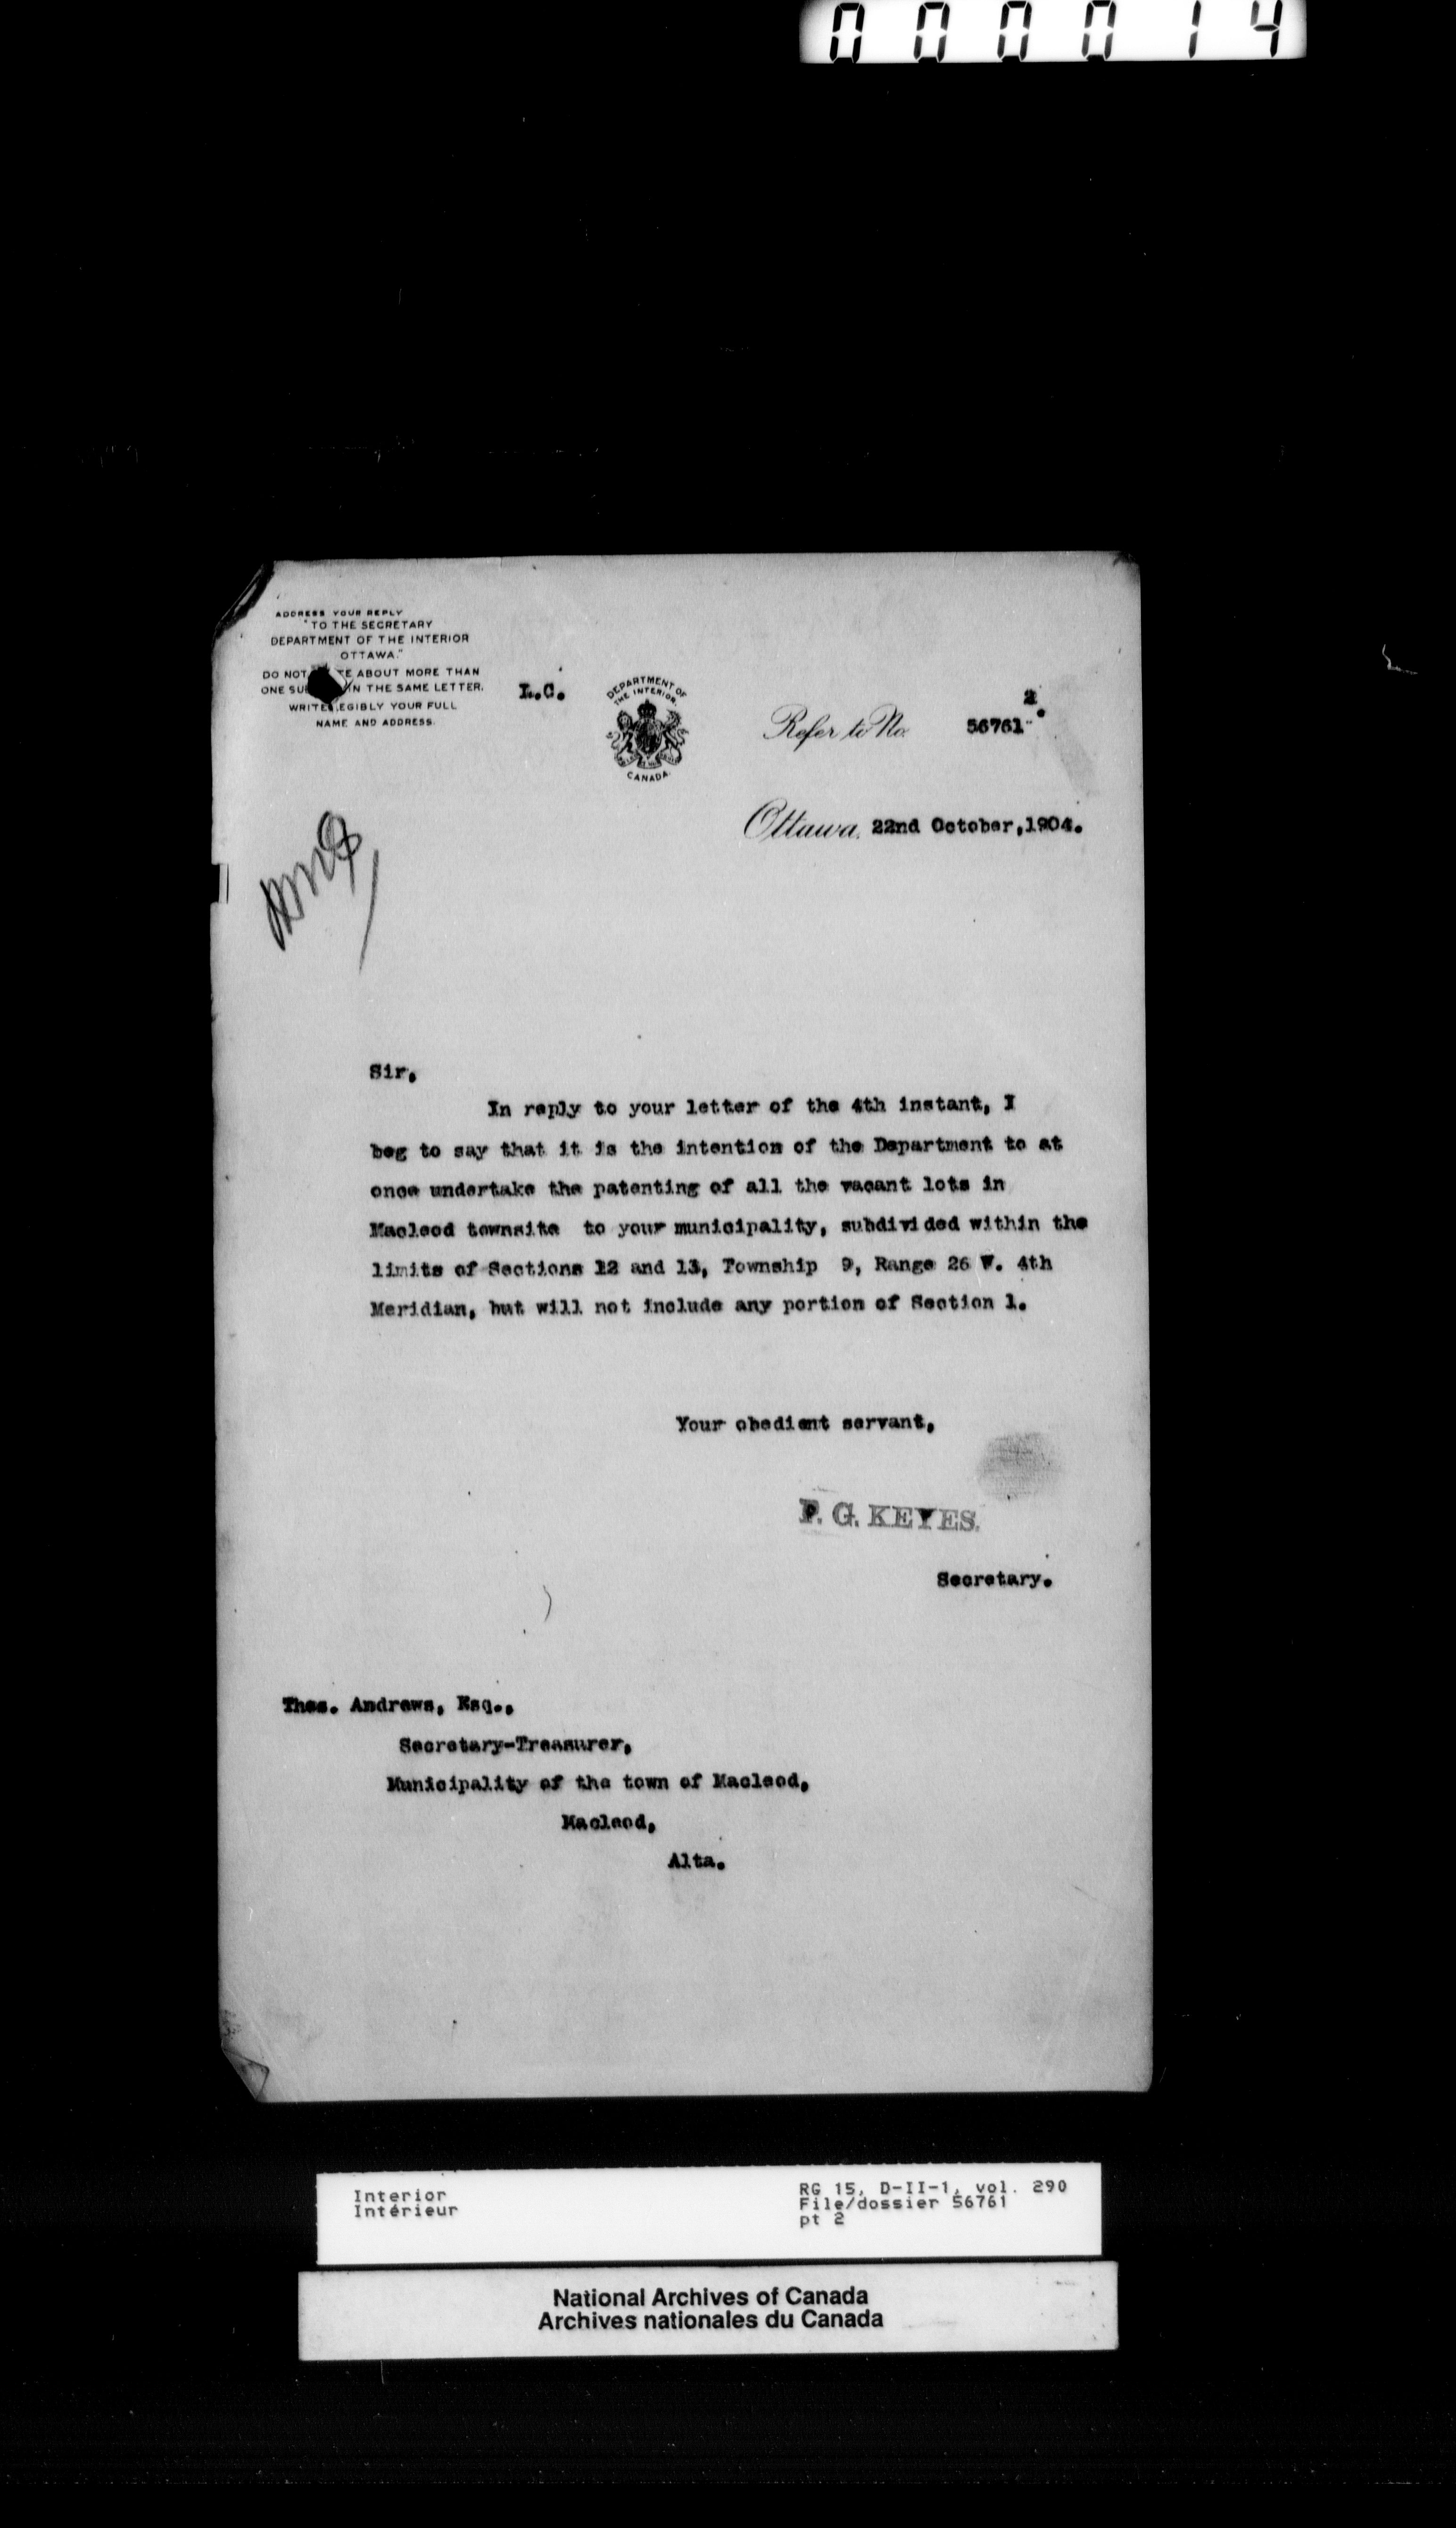 000014
ADDRESS YOUR REPLY
"TO THE SECRETARY
DEPARTMENT OF THE INTERIOR
OTTAWA."
DO NOT ABOUT MORE THAN
ONE IN THE SAME LETTER.
WRITE LEGIBLY YOUR FULL
NAME AND ADDRESS.
L.C.
DEPARTMENT OF
THE INTERIOR.
CANADA
2
Refer to No. 56761
Ottawa, 22nd October,1904.
Sir,
In reply to your letter of the 4th instant, I
beg to say that it is the intention of the Department to at
once undertake the patenting of all the vacant lots in
Macleod townsite to your municipality, subdivided within the
limits of Sections 12 and 13, Township 9, Range 26 W. 4th
Meridian, but will not include any portion of Section 1.
Your obedient servant,
P. G. KEYES.
Secretary.
Thos. Andrews, Esq.,
Secretary-Treasurer,
Municipality of the town of Macleod,
Macleod,
Alta.
Interior
Intérieur
RG 15, D-II-1, vol. 290
File/dossier 56761
pt 2
National Archives of Canada
Archives nationales du Canada